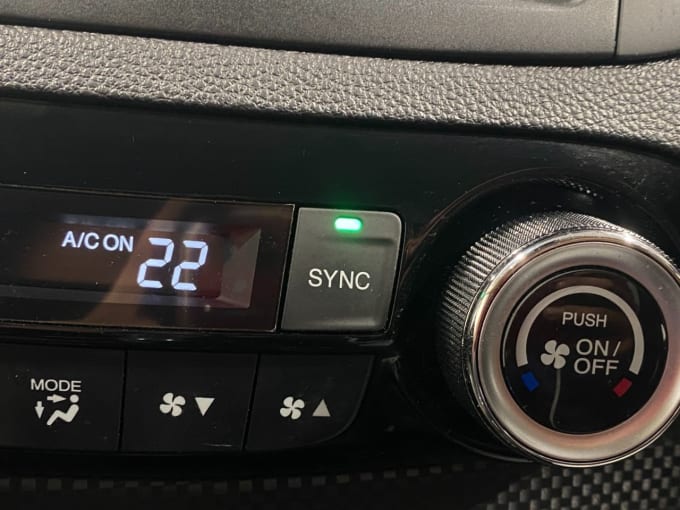 A/C ON 22
SYNC
PUSH
ON/
OFF
MODE